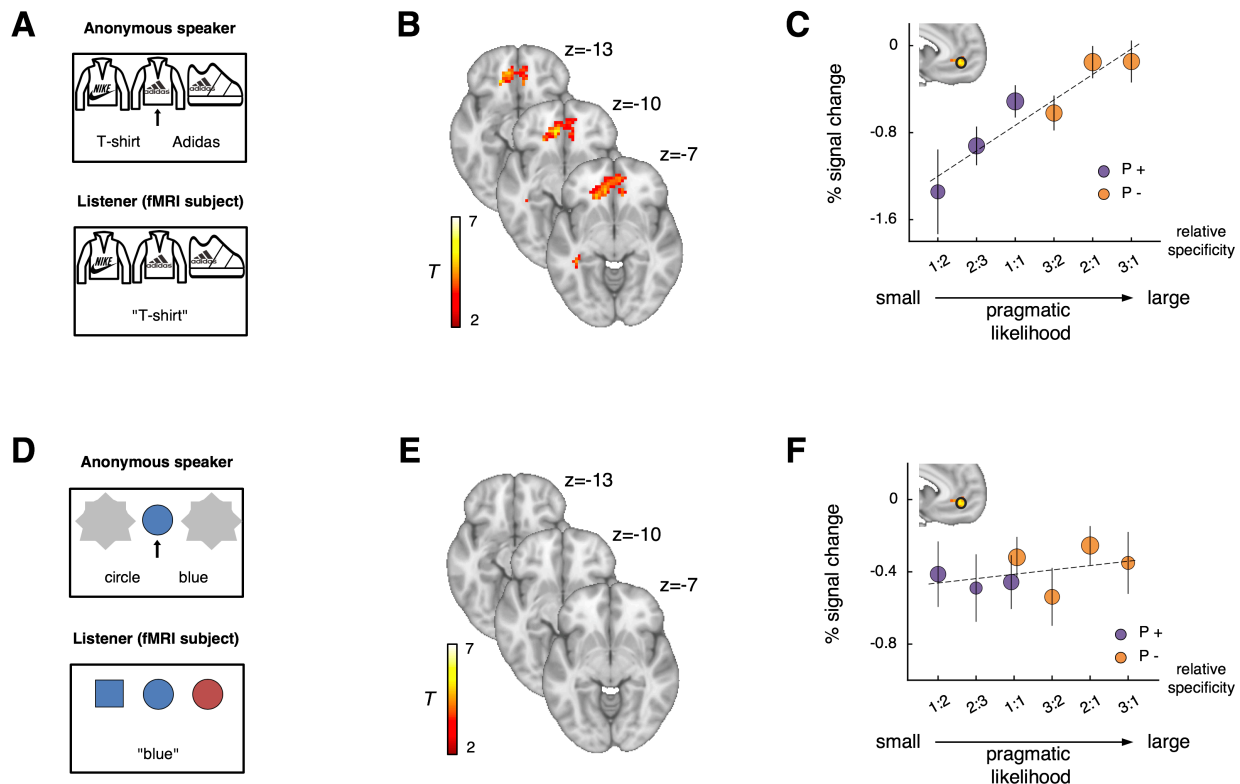 A
Anonymous speaker
NIKE
adidas
adidas
T-shirt Adidas
Listener (fMRI subject)
NIKE
adidas
adidas
"T-shirt"
B
z=-13
z=-10
z=-7
T
7
2
C
% signal change
0
-0.8
-1.6
P +
P -
relative
specificity
1:2 2:3 1:1 3:2 2:1 3:1
small large
pragmatic
likelihood
D
Anonymous speaker
circle blue
Listener (fMRI subject)
"blue"
E
z=-13
z=-10
z=-7
T
7
2
F
% signal change
0
-0.4
-0.8
P +
P -
relative
specificity
1:2 2:3 1:1 3:2 2:1 3:1
small large
pragmatic
likelihood